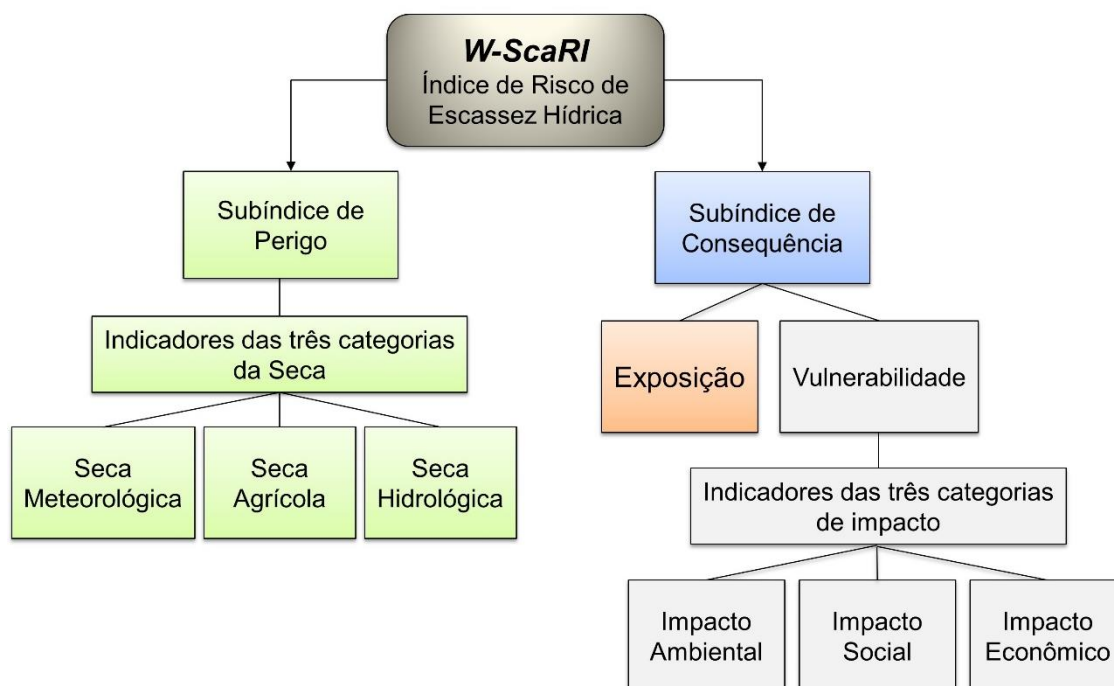 W-ScaRI
Índice de Risco de
Escassez Hídrica
Subíndice de
Perigo
Subíndice de
Consequência
Indicadores das três categorias
da Seca
Exposição
Vulnerabilidade
Seca
Meteorológica
Seca
Agrícola
Seca
Hidrológica
Indicadores das três categorias
de impacto
Impacto
Ambiental
Impacto
Social
Impacto
Econômico